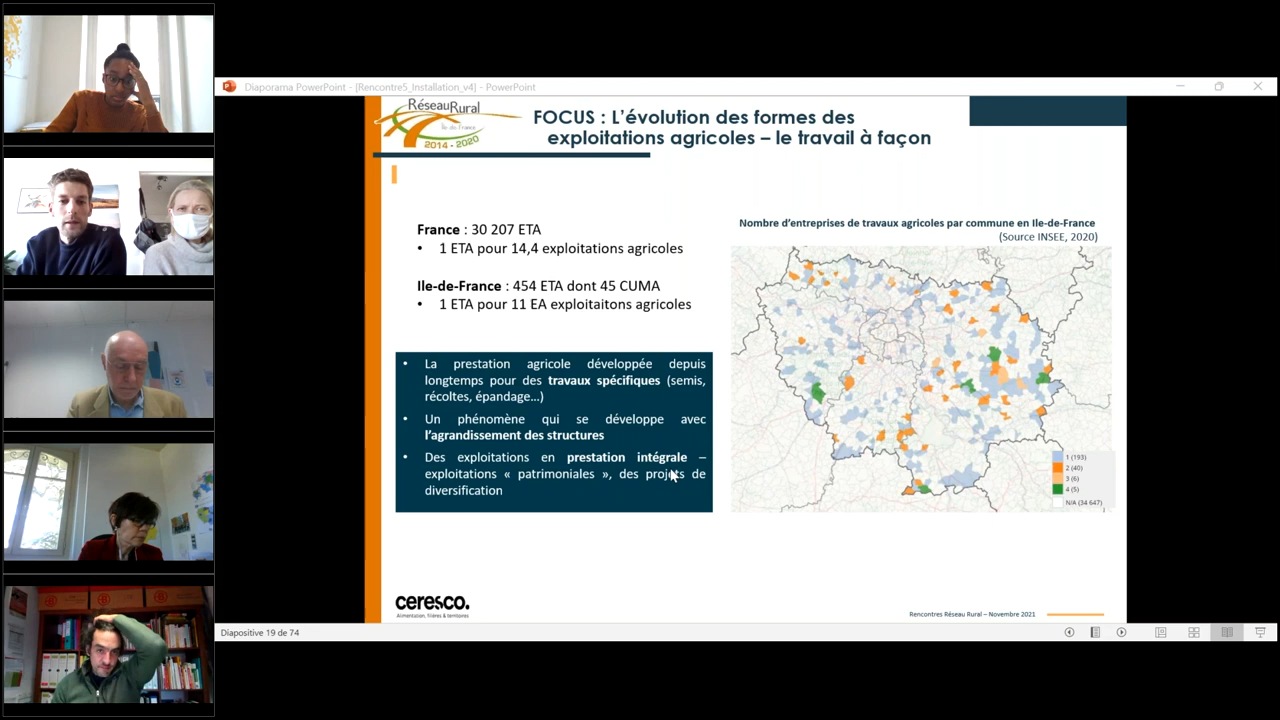 Diaporama PowerPoint - [Rencontre5_Installation_v4] - PowerPoint
RéseauRural
Île de France
2014 - 2020
FOCUS : L'évolution des formes des
exploitations agricoles – le travail à façon
France : 30 207 ETA
• 1 ETA pour 14,4 exploitations agricoles
Ile-de-France : 454 ETA dont 45 CUMA
• 1 ETA pour 11 EA exploitaitons agricoles
• La prestation agricole développée depuis
longtemps pour des travaux spécifiques (semis,
récoltes, épandage…)
• Un phénomène qui se développe avec
l'agrandissement des structures
• Des exploitations en prestation intégrale –
exploitations « patrimoniales », des projets de
diversification
Nombre d'entreprises de travaux agricoles par commune en Ile-de-France
(Source INSEE, 2020)
1 (193)
2 (40)
3 (6)
4 (5)
N/A (34 647)
ceresco.
Alimentation, filières & territoires
Rencontres Réseau Rural – Novembre 2021
Diapositive 19 de 74